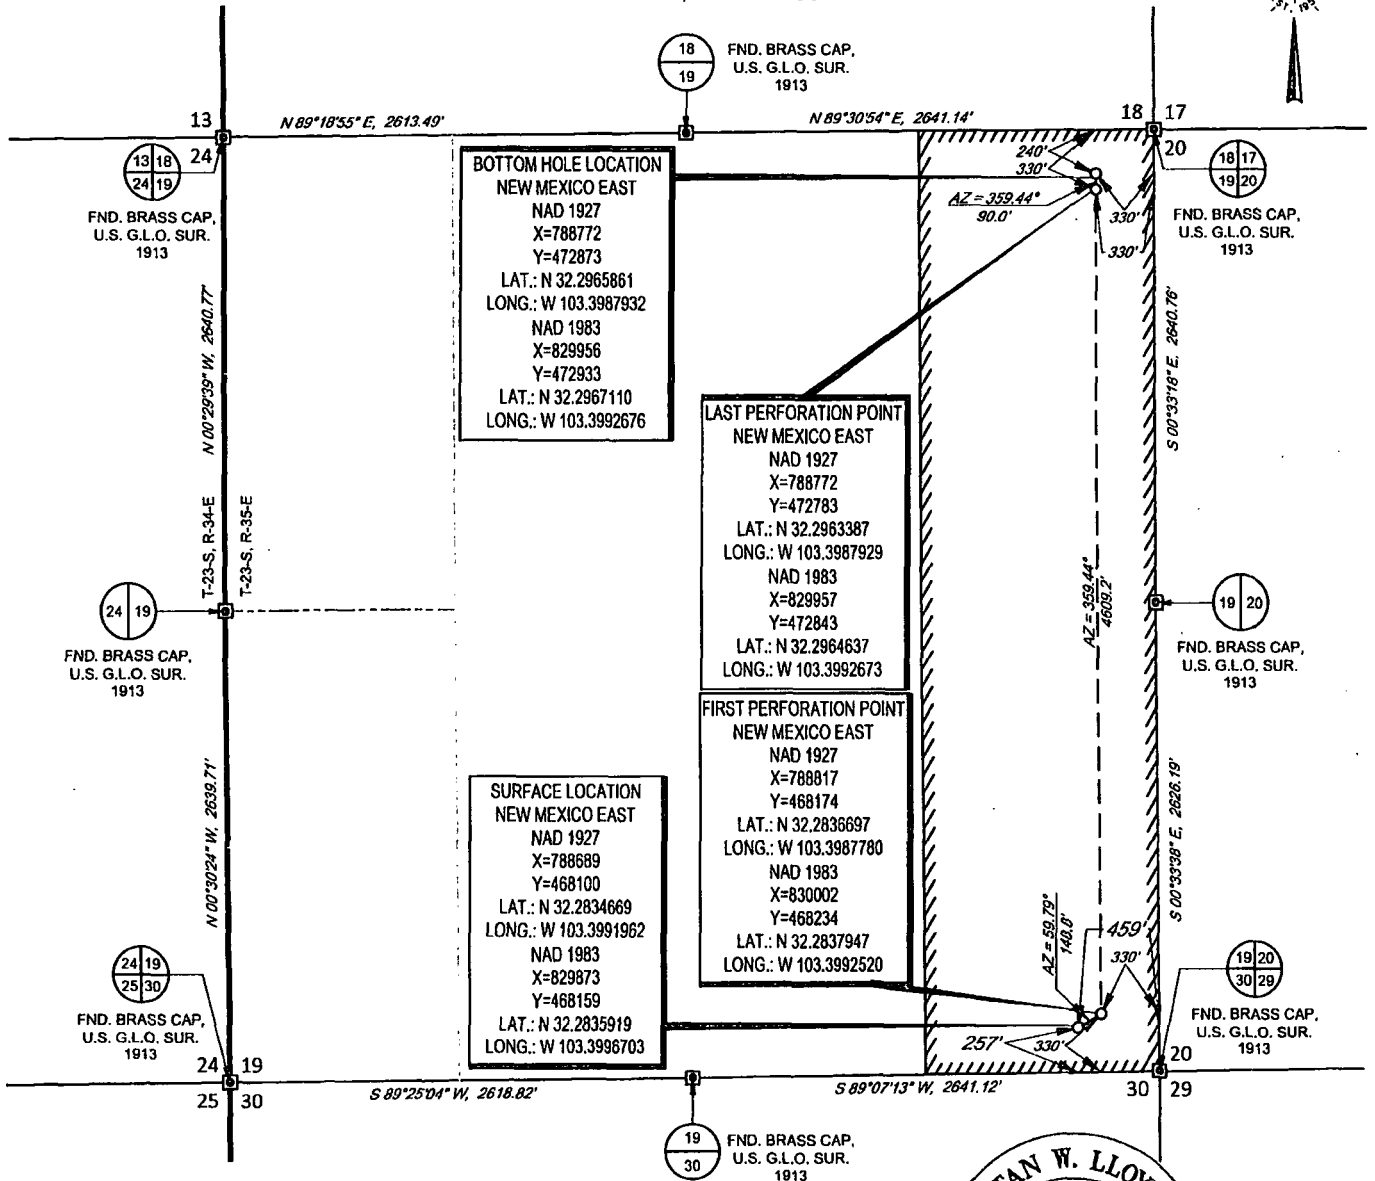 18
19
FND. BRASS CAP,
U.S. G.L.O. SUR.
1913
13
24
N 89°18'55" E, 2613.49'
N 89°30'54" E, 2641.14'
18 17
20
13 18
24 19
FND. BRASS CAP,
U.S. G.L.O. SUR.
1913
18 17
19 20
FND. BRASS CAP,
U.S. G.L.O. SUR.
1913
BOTTOM HOLE LOCATION
NEW MEXICO EAST
NAD 1927
X=788772
Y=472873
LAT.: N 32.2965861
LONG.: W 103.3987932
NAD 1983
X=829956
Y=472933
LAT.: N 32.2967110
LONG.: W 103.3992676
240'
330'
AZ = 359.44°
90.0'
330'
330'
N 00°29'39" W, 2640.77'
S 00°33'18" E, 2640.76'
T-23-S, R-34-E
T-23-S, R-35-E
LAST PERFORATION POINT
NEW MEXICO EAST
NAD 1927
X=788772
Y=472783
LAT.: N 32.2963387
LONG.: W 103.3987929
NAD 1983
X=829957
Y=472843
LAT.: N 32.2964637
LONG.: W 103.3992673
AZ = 359.44°
4609.2'
24 19
FND. BRASS CAP,
U.S. G.L.O. SUR.
1913
19 20
FND. BRASS CAP,
U.S. G.L.O. SUR.
1913
FIRST PERFORATION POINT
NEW MEXICO EAST
NAD 1927
X=788817
Y=468174
LAT.: N 32.2836697
LONG.: W 103.3987780
NAD 1983
X=830002
Y=468234
LAT.: N 32.2837947
LONG.: W 103.3992520
SURFACE LOCATION
NEW MEXICO EAST
NAD 1927
X=788689
Y=468100
LAT.: N 32.2834669
LONG.: W 103.3991962
NAD 1983
X=829873
Y=468159
LAT.: N 32.2835919
LONG.: W 103.3996703
N 00°30'24" W, 2639.71'
S 00°33'38" E, 2626.19'
AZ = 59.79°
148.8'
459'
330'
257'
330'
24 19
25 30
FND. BRASS CAP,
U.S. G.L.O. SUR.
1913
19 20
30 29
FND. BRASS CAP,
U.S. G.L.O. SUR.
1913
24 19
25 30
S 89°25'04" W, 2618.82'
S 89°07'13" W, 2641.12'
20
30 29
19
30
FND. BRASS CAP,
U.S. G.L.O. SUR.
1913
W. LLOY